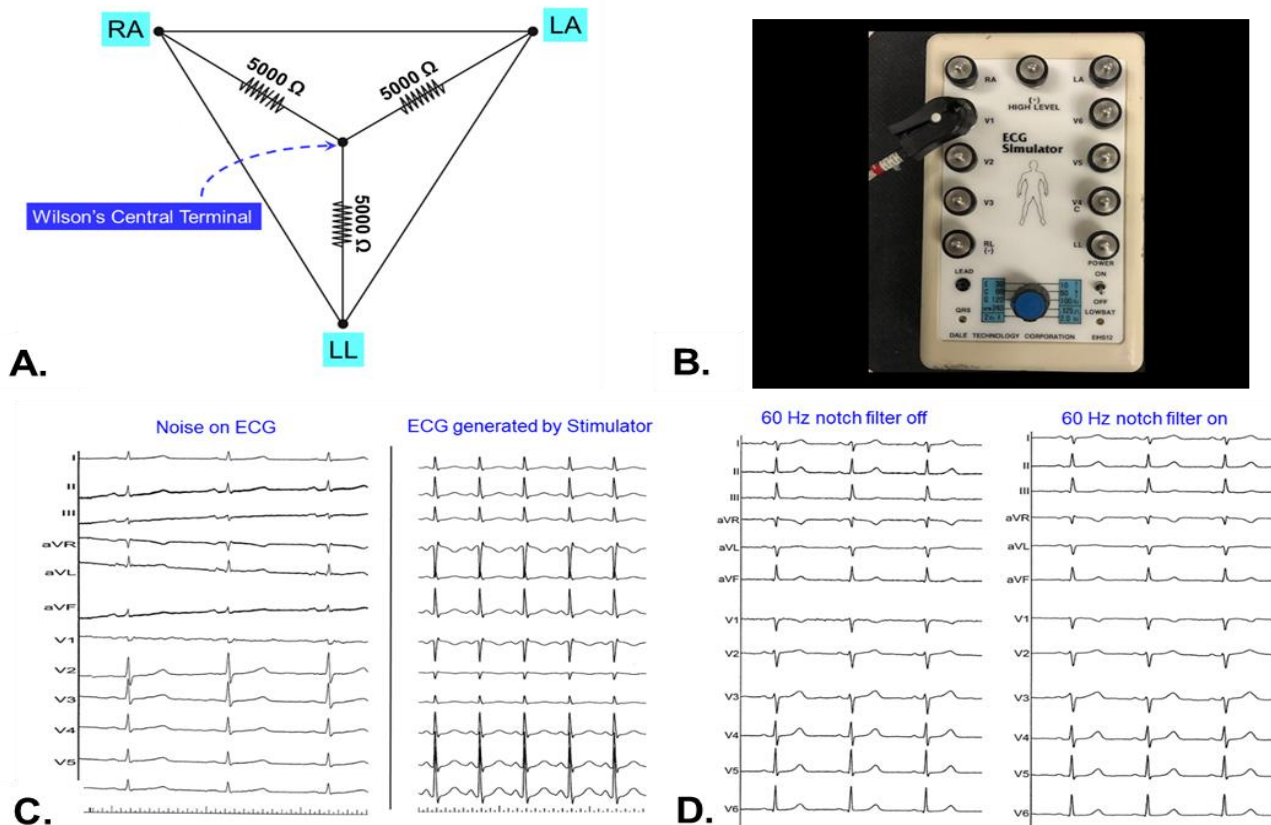 RA
LA
5000 Ω
5000 Ω
5000 Ω
Wilson's Central Terminal
LL
A.
RA
LA
(-)
HIGH LEVEL
V1
V6
ECG
Simulator
V2
V5
V3
V4
C
RL
(-)
LL
POWER
LEAD
ON
OFF
QRS
LOWBAT
DALE TECHNOLOGY CORPORATION
B.
Noise on ECG
I
II
III
aVR
aVL
aVF
V1
V2
V3
V4
V5
C.
ECG generated by Stimulator
60 Hz notch filter off
I
II
III
aVR
aVL
aVF
V1
V2
V3
V4
V5
V6
D.
60 Hz notch filter on
I
II
III
aVR
aVL
aVF
V1
V2
V3
V4
V5
V6